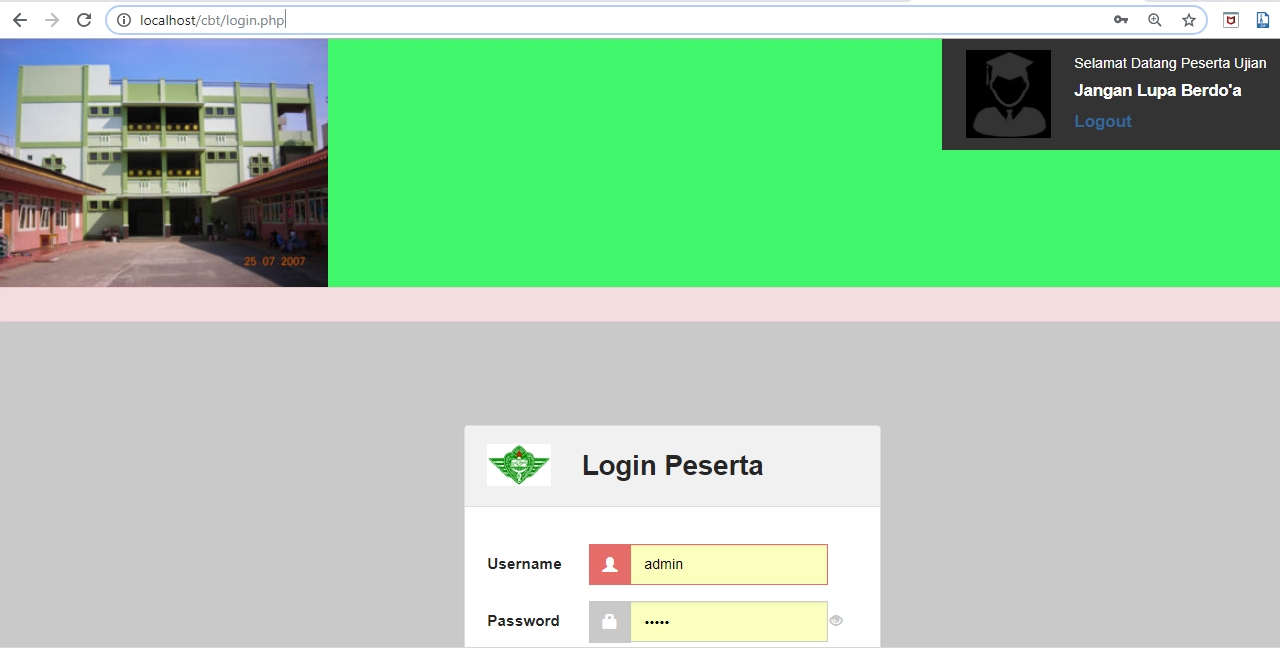 localhost/cbt/login.php
Selamat Datang Peserta Ujian
Jangan Lupa Berdo'a
Logout
25 07 2007
Login Peserta
Username
admin
Password
•••••